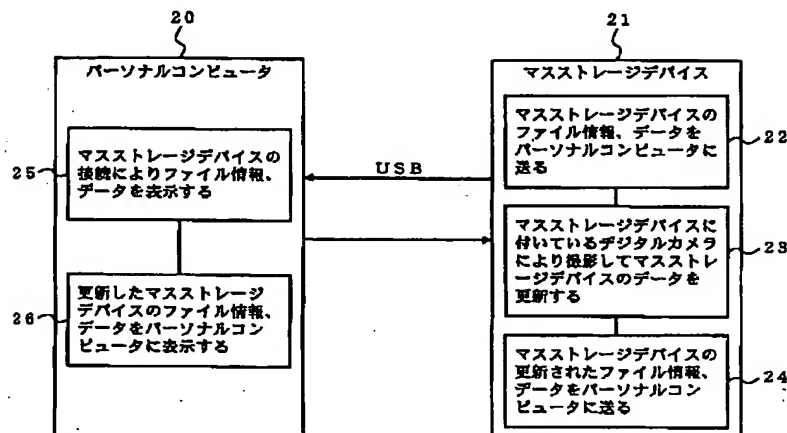 20
パーソナルコンピュータ
25
マスストレージデバイスの
接続によりファイル情報、
データを表示する
26
更新したマスストレージ
デバイスのファイル情報、
データをパーソナルコン
ピュータに表示する
USB
21
マスストレージデバイス
マスストレージデバイスの
ファイル情報、データを
パーソナルコンピュータに
送る
22
マスストレージデバイスに
付いているデジタルカメラ
により撮影してマスストレ
ージデバイスのデータを
更新する
23
マスストレージデバイスの
更新されたファイル情報、
データをパーソナルコン
ピュータに送る
24